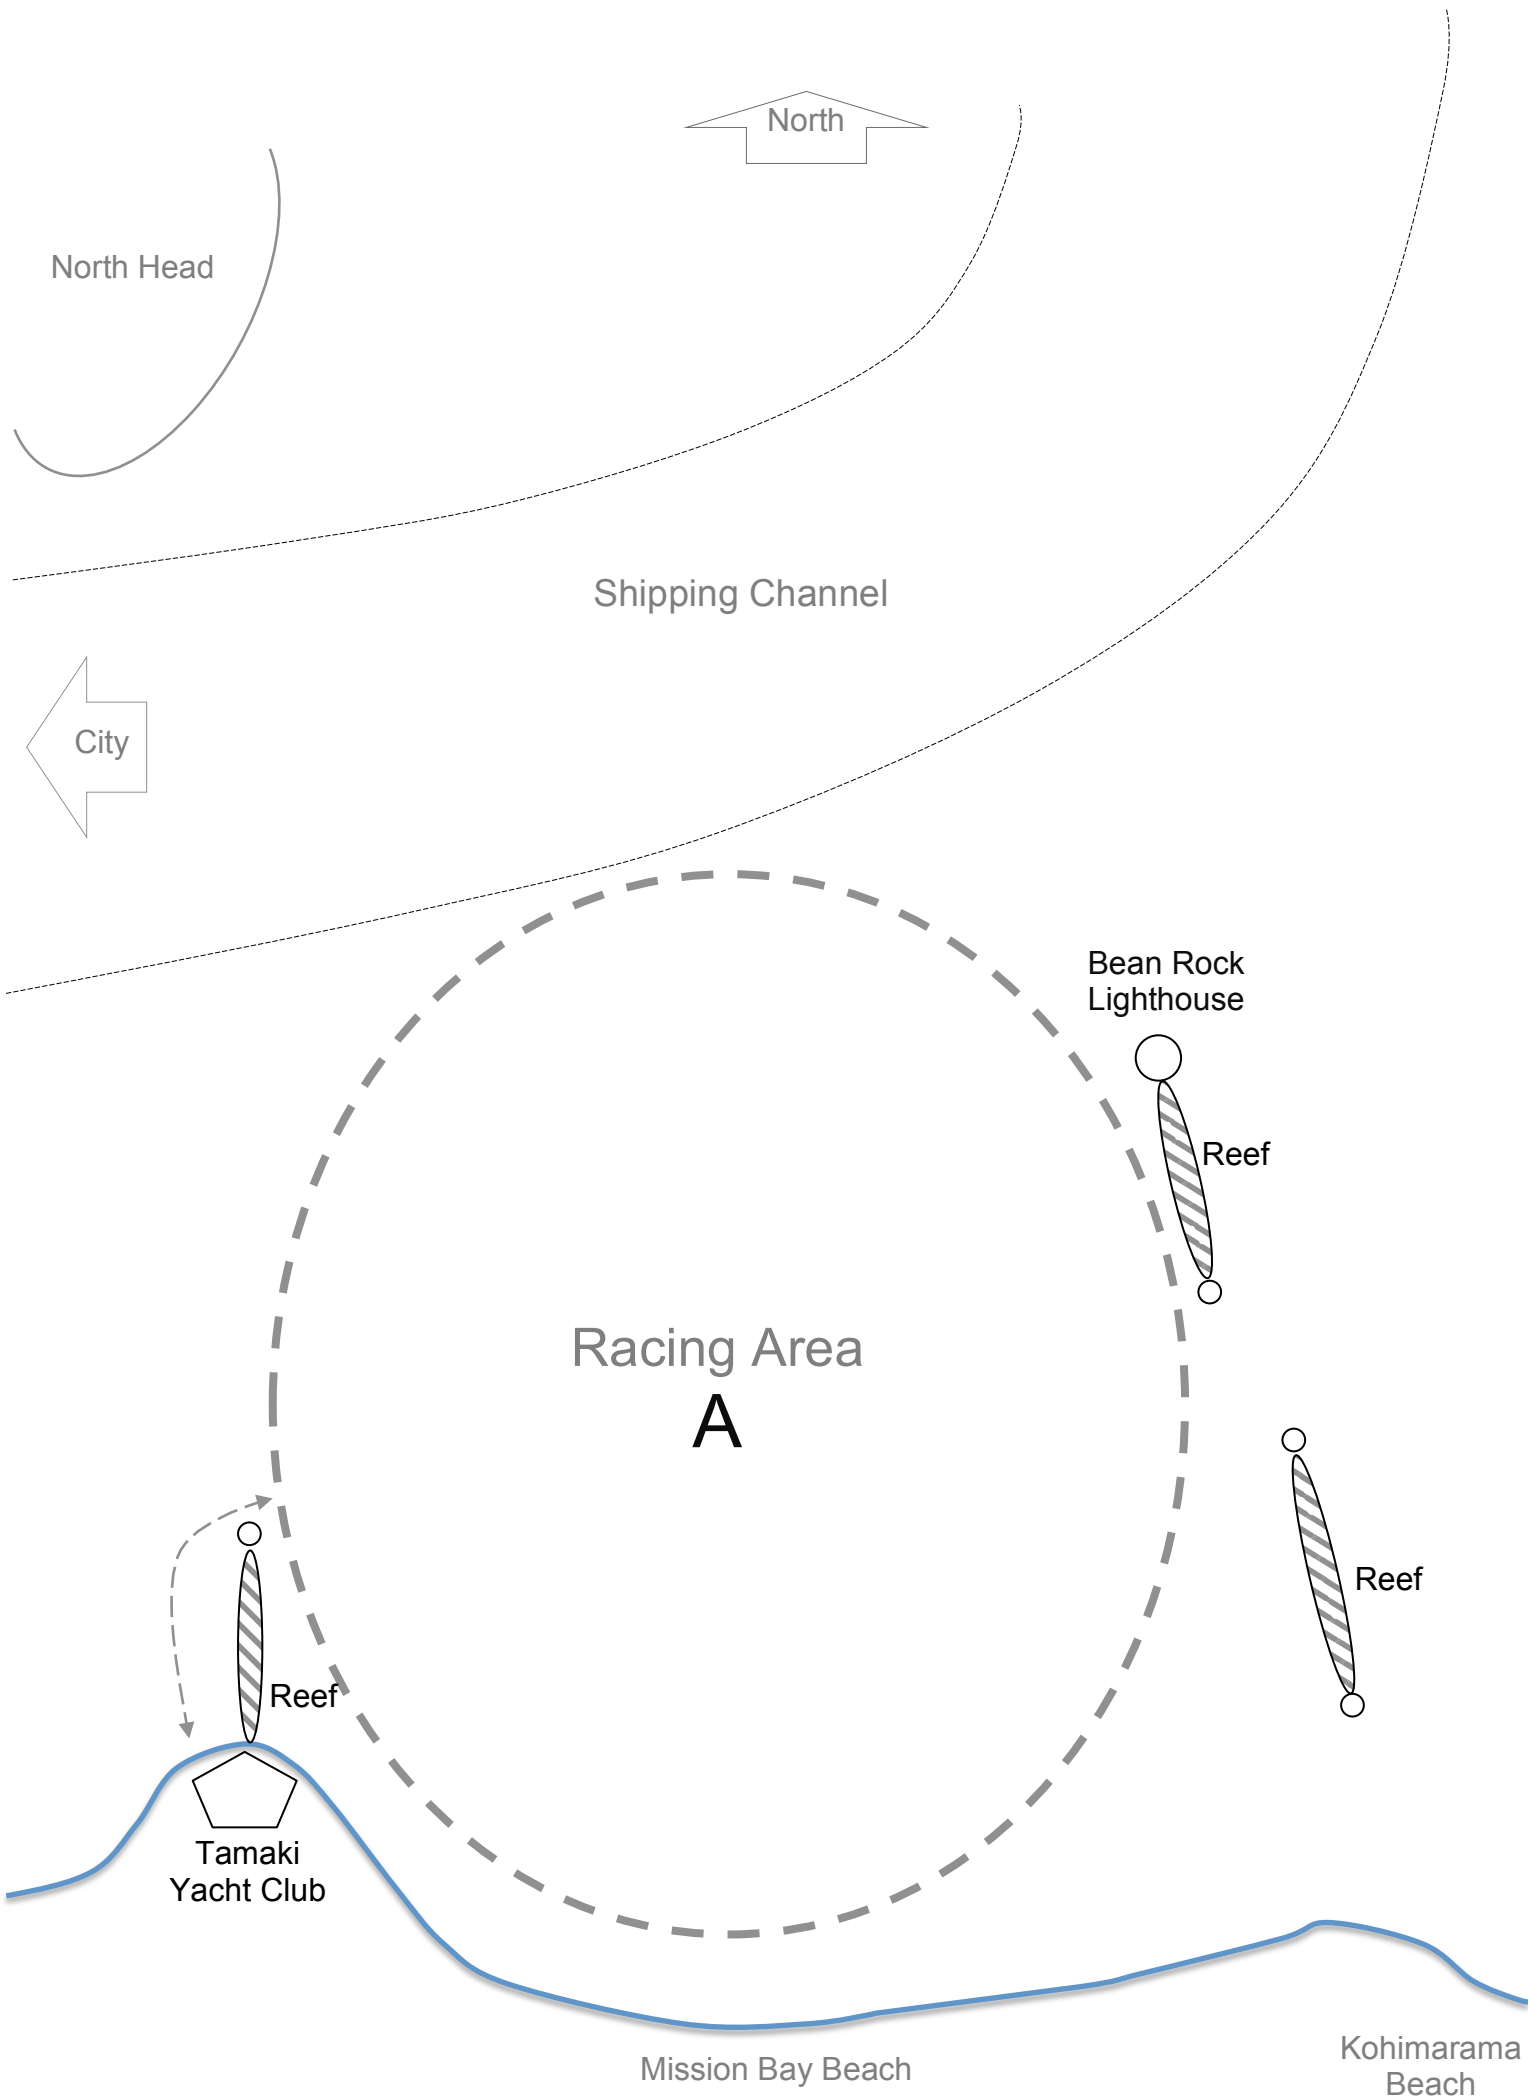 North
North Head
Shipping Channel
City
Bean Rock
Lighthouse
Reef
Racing Area
A
Reef
Reef
Tamaki
Yacht Club
Mission Bay Beach
Kohimarama
Beach